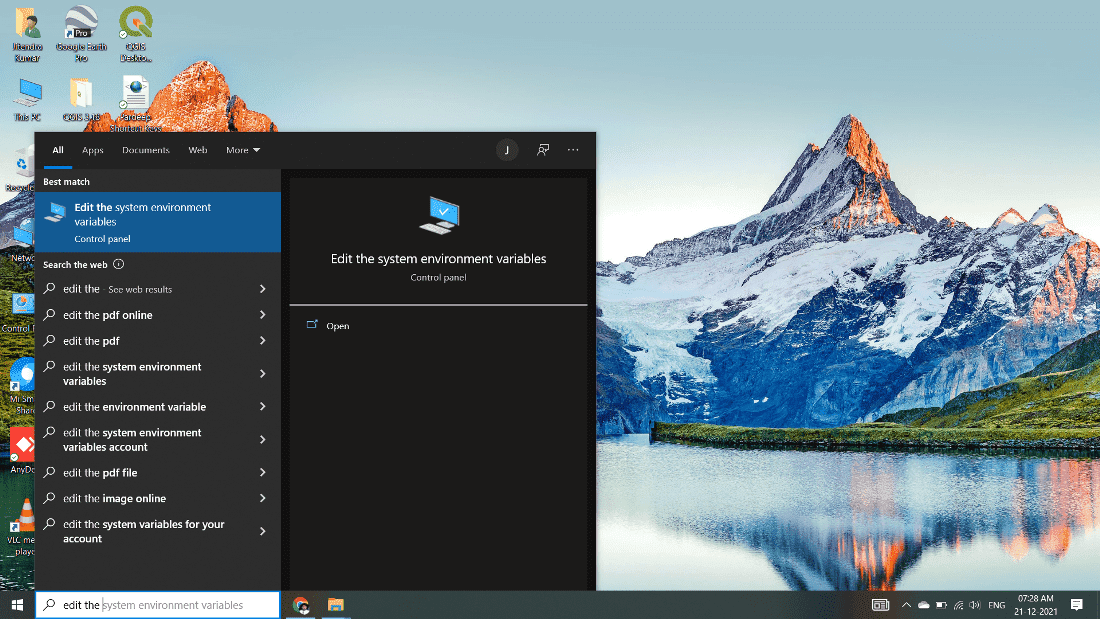 Jitendra
Kumar
Google Earth
Pro
QGIS
Deskto...
Pro
This PC
QGIS 2.18
Pardeep
Shortcut Keys
All
Apps
Documents
Web
More
J
Best match
Edit the system environment
variables
Control panel
Search the web
edit the - See web results
edit the pdf online
edit the pdf
edit the system environment
variables
edit the environment variable
edit the system environment
variables account
edit the pdf file
edit the image online
edit the system variables for your
account
Edit the system environment variables
Control panel
Open
Recycle
Netwo
Control
Mi Sm
Share
AnyDe
VLC me
playe
edit the system environment variables
ENG
07:28 AM
21-12-2021